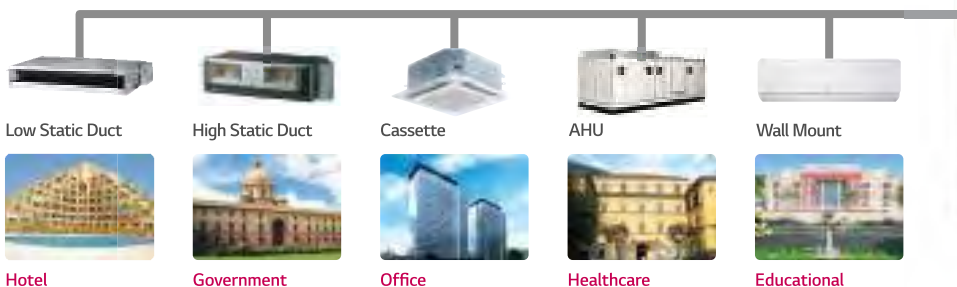 Low Static Duct
High Static Duct
Cassette
AHU
Wall Mount
Hotel
Government
Office
Healthcare
Educational